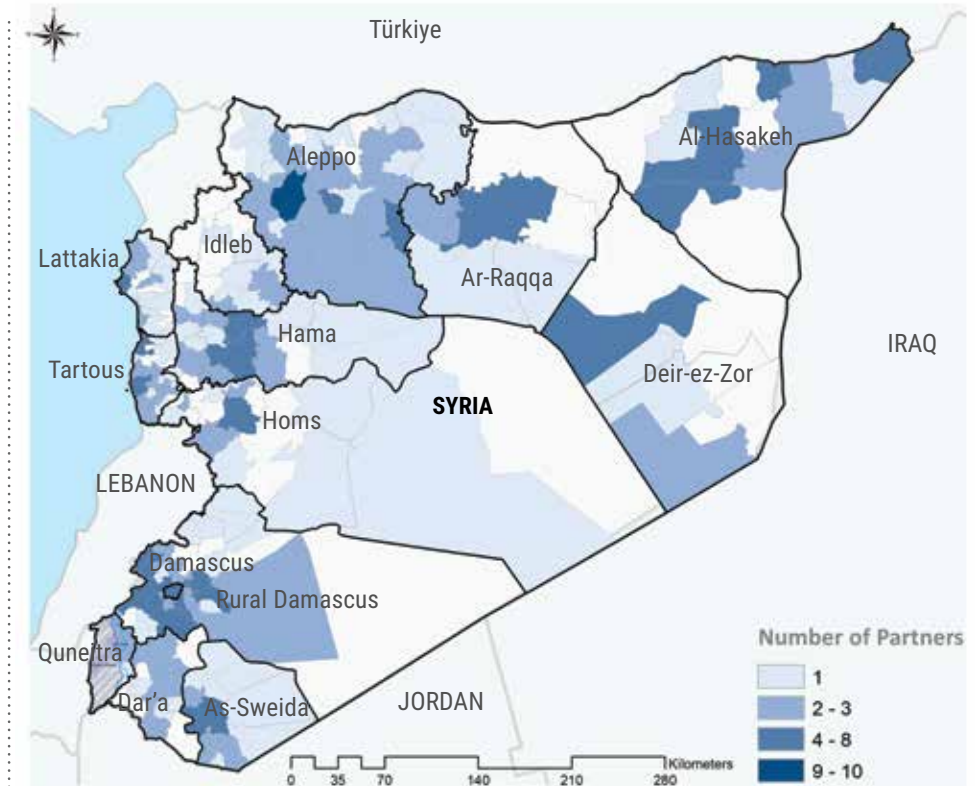 Türkiye
Aleppo
Al-Hasakeh
Idleb
Lattakia
Ar-Raqqa
Hama
IRAQ
Tartous
Deir-ez-Zor
SYRIA
Homs
LEBANON
Damascus
Rural Damascus
Quneitra
Dar'a
As-Sweida
JORDAN
Number of Partners
1
2 - 3
4 - 8
9 - 10
Kilometers
0 35 70 140 210 280